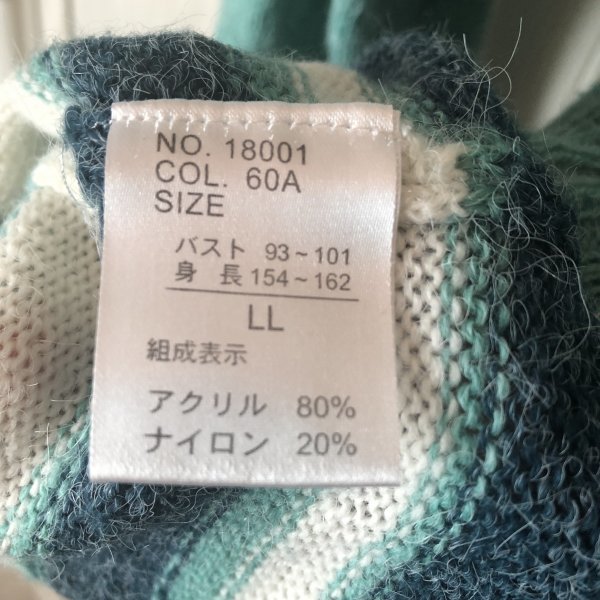 NO. 18001
COL. 60A
SIZE
バスト 93～101
身 長 154～162
LL
組成表示
アクリル 80%
ナイロン 20%